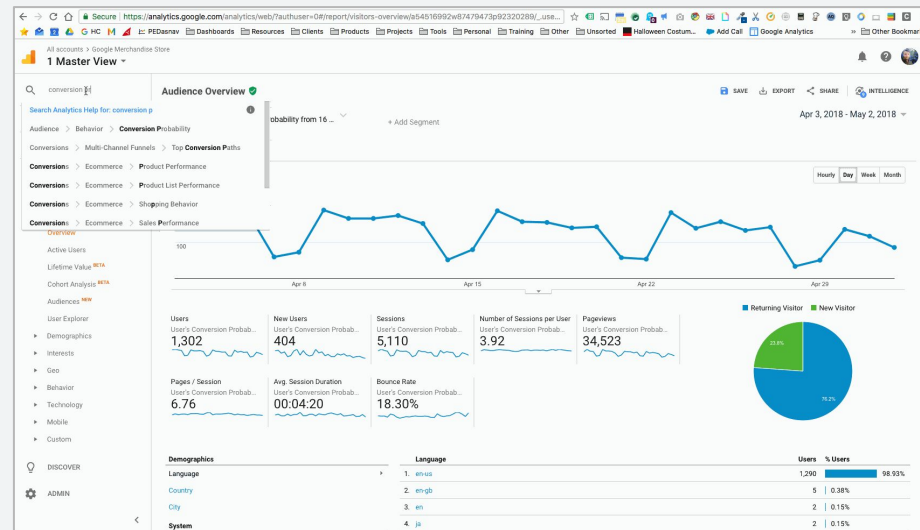 Secure | https://analytics.google.com/analytics/web/?authuser=0#/report/visitors-overview/a54516992w87479473p92320289/_.use...
G HC M PEDasnav Dashboards Resources Clients Products Projects Tools Personal Training Other Unsorted Halloween Costum... Add Call Google Analytics » Other Bookmar
All accounts > Google Merchandise Store
1 Master View
conversion pr
Audience Overview
SAVE EXPORT SHARE INTELLIGENCE
Search Analytics Help for: conversion p
Audience > Behavior > Conversion Probability
Conversions > Multi-Channel Funnels > Top Conversion Paths
Conversions > Ecommerce > Product Performance
Conversions > Ecommerce > Product List Performance
Conversions > Ecommerce > Shopping Behavior
Conversions > Ecommerce > Sales Performance
obability from 16 ...
+ Add Segment
Apr 3, 2018 - May 2, 2018
Hourly Day Week Month
Overview
Active Users
Lifetime Value BETA
Cohort Analysis BETA
Audiences NEW
User Explorer
Demographics
Interests
Geo
Behavior
Technology
Mobile
Custom
DISCOVER
ADMIN
100
Apr 8 Apr 15 Apr 22 Apr 29
Users
User's Conversion Probab...
1,302
New Users
User's Conversion Probab...
404
Sessions
User's Conversion Probab...
5,110
Number of Sessions per User
User's Conversion Probab...
3.92
Pageviews
User's Conversion Probab...
34,523
Pages / Session
User's Conversion Probab...
6.76
Avg. Session Duration
User's Conversion Probab...
00:04:20
Bounce Rate
User's Conversion Probab...
18.30%
Returning Visitor New Visitor
23.8%
76.2%
Demographics
Language
Country
City
System
Language Users % Users
1. en-us 1,290 98.93%
2. en-gb 5 0.38%
3. en 2 0.15%
4. ja 2 0.15%